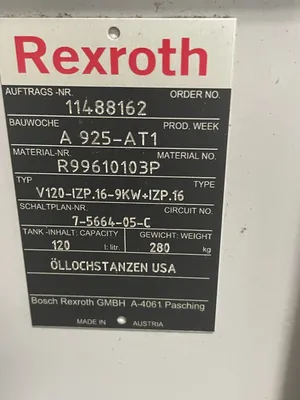 Rexroth
AUFTRAGS-NR. ORDER NO.
11488162
BAUWOCHE PROD. WEEK
A 925-AT1
MATERIAL-NR. MATERIAL NO.
R99610103P
TYP TYPE
V120-IZP.16-9KW+IZP.16
SCHALTPLAN-NR. CIRCUIT NO.
7-5664-05-C
TANK-INHALT: CAPACITY GEWICHT: WEIGHT
120 l: litr. 280 kg
ÖLLOCHSTANZEN USA
Bosch Rexroth GMBH A-4061 Pasching
MADE IN AUSTRIA